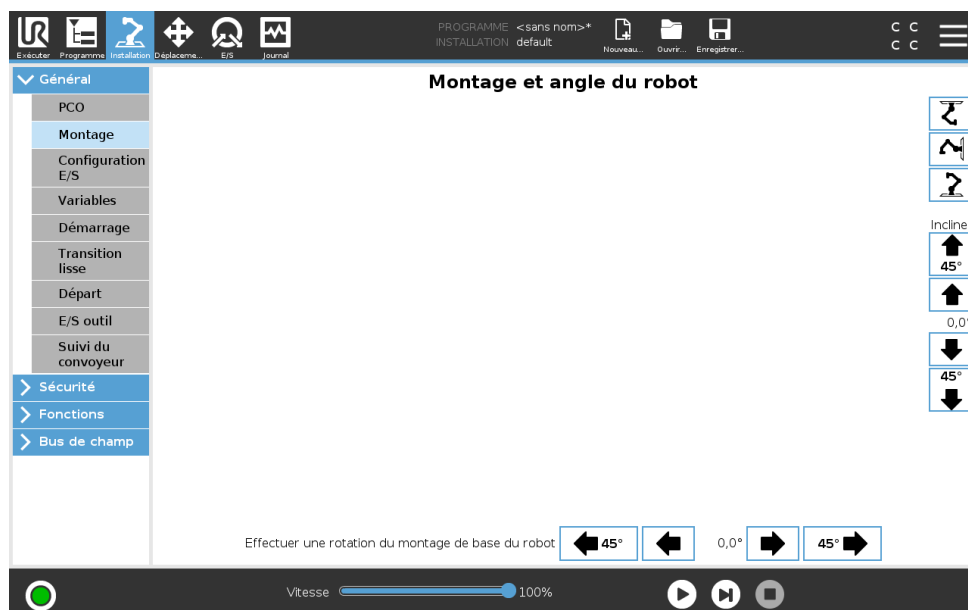 PROGRAMME <sans nom>*
INSTALLATION default
Exécuter
Programme
Installation
Déplaceme...
E/S
Journal
Nouveau...
Ouvrir...
Enregistrer...
C C
C C
Général
PCO
Montage
Configuration
E/S
Variables
Démarrage
Transition
lisse
Départ
E/S outil
Suivi du
convoyeur
Sécurité
Fonctions
Bus de champ
Montage et angle du robot
Incline
45°
0,0°
45°
Effectuer une rotation du montage de base du robot 45° 0,0° 45°
Vitesse 100%